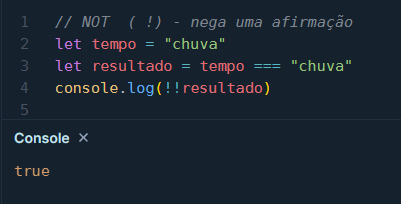 1 // NOT ( !) - nega uma afirmação
2 let tempo = "chuva"
3 let resultado = tempo === "chuva"
4 console.log(!!resultado)
5
Console ×
true